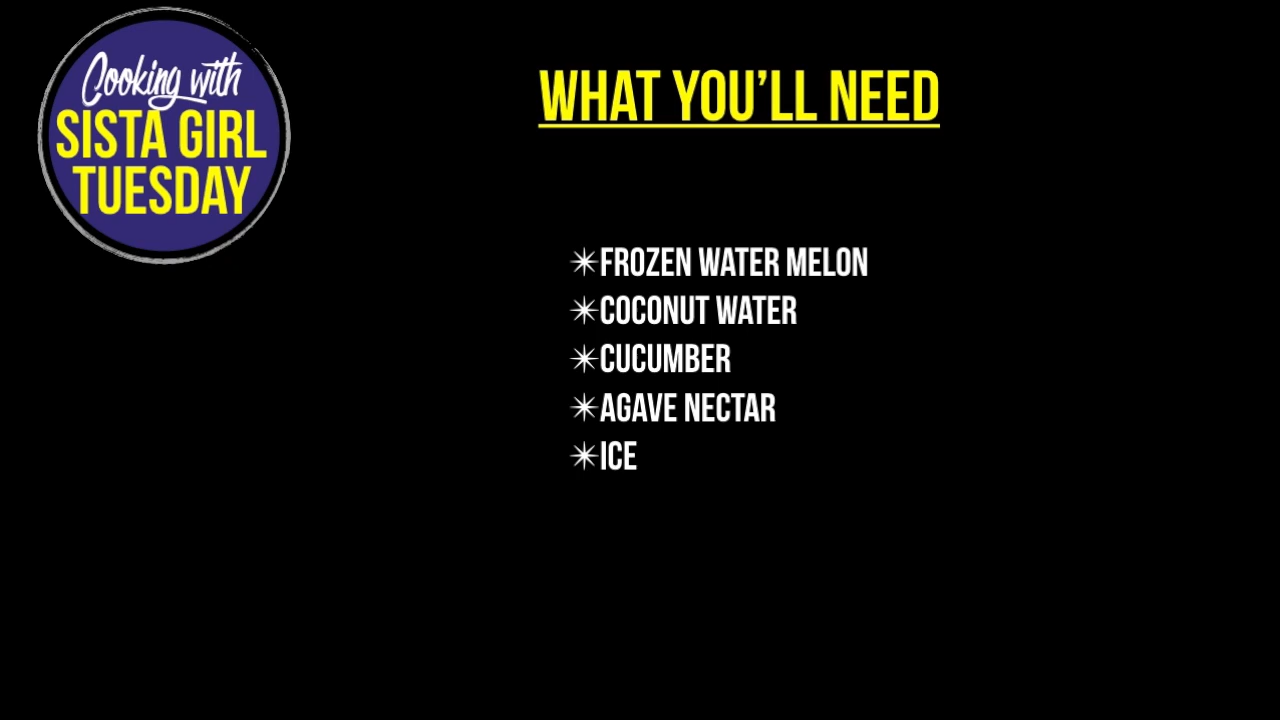 Cooking with
SISTA GIRL
TUESDAY
WHAT YOU’LL NEED
✴FROZEN WATER MELON
✴COCONUT WATER
✴CUCUMBER
✴AGAVE NECTAR
✴ICE